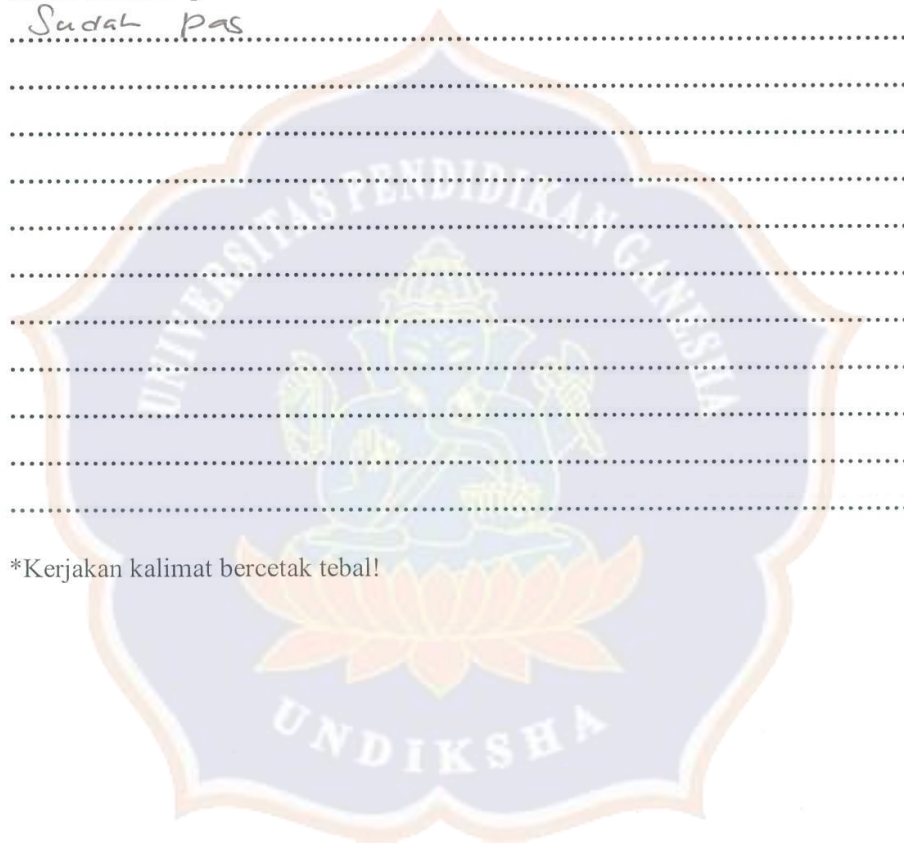 Sudah pas
UNIVERSITAS PENDIDIKAN GANESHA
*Kerjakan kalimat bercetak tebal!
UNDIKSHA